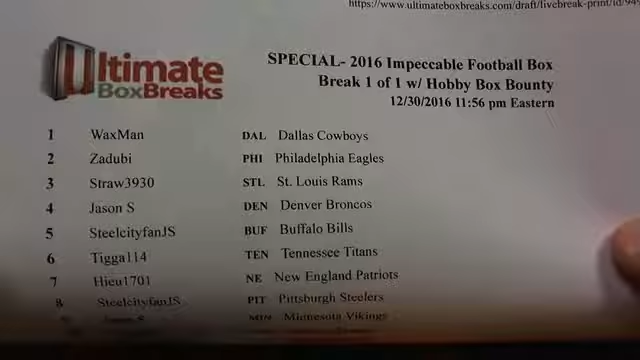 https://www.ultimateboxbreaks.com/draft/livebreak-print/id/949
Ultimate
BoxBreaks
SPECIAL- 2016 Impeccable Football Box
Break 1 of 1 w/ Hobby Box Bounty
12/30/2016 11:56 pm Eastern
1 WaxMan DAL Dallas Cowboys
2 Zadubi PHI Philadelphia Eagles
3 Straw3930 STL St. Louis Rams
4 Jason S DEN Denver Broncos
5 SteelcityfanJS BUF Buffalo Bills
6 Tigga114 TEN Tennessee Titans
7 Hieu1701 NE New England Patriots
8 SteelcityfanJS PIT Pittsburgh Steelers
Jason S MIN Minnesota Vikings